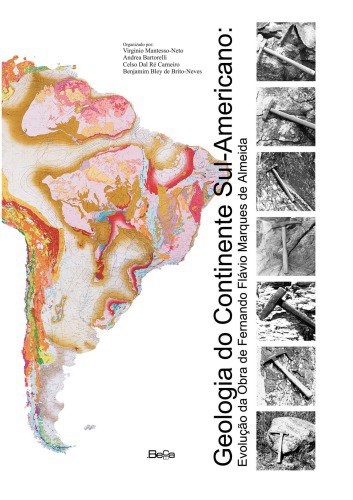 Organizado por:
Virgínio Mantesso-Neto
Andrea Bartorelli
Celso Dal Ré Carneiro
Benjamim Bley de Brito-Neves
Geologia do Continente Sul-Americano:
Evolução da Obra de Fernando Flávio Marques de Almeida
Beca